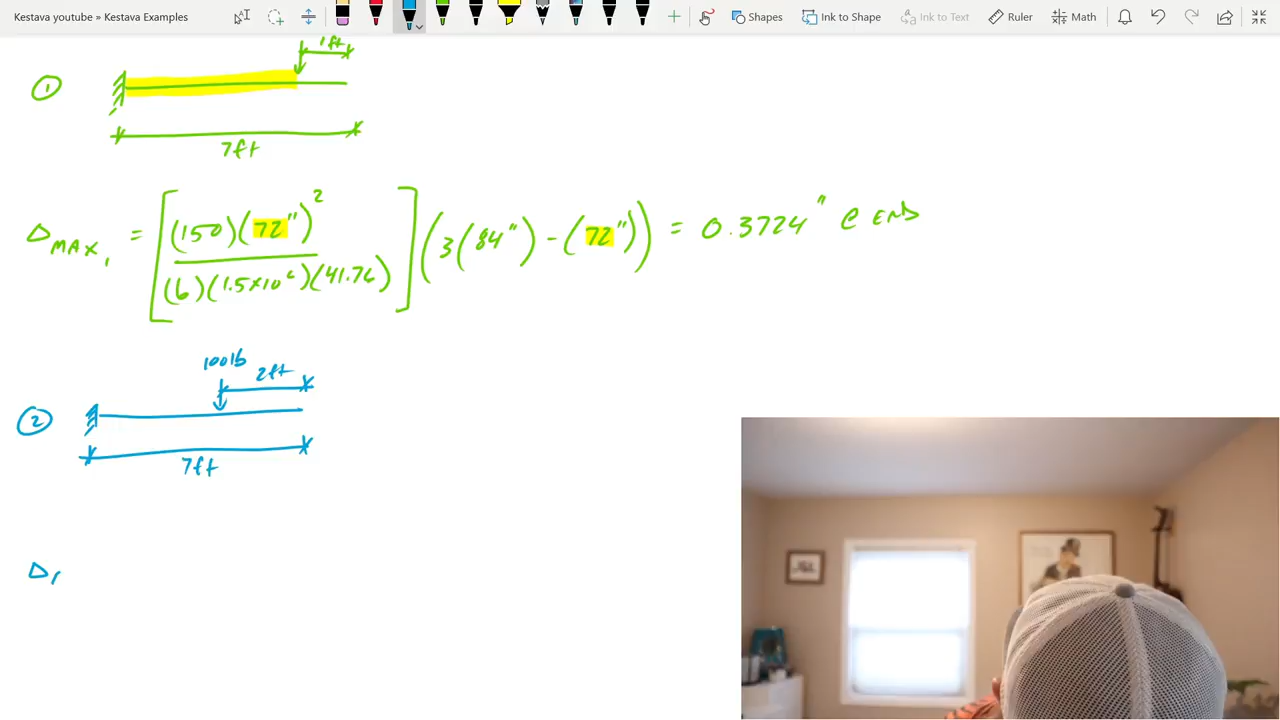 Kestava youtube » Kestava Examples
Shapes
Ink to Shape
Ink to Text
Ruler
Math
1ft
①
7ft
Δ MAX₁ = [(150)(72")² / (6)(1.5x10⁶)(41.76)] (3(84") - (72")) = 0.3724" @ END
100lb
2ft
②
7ft
Δ